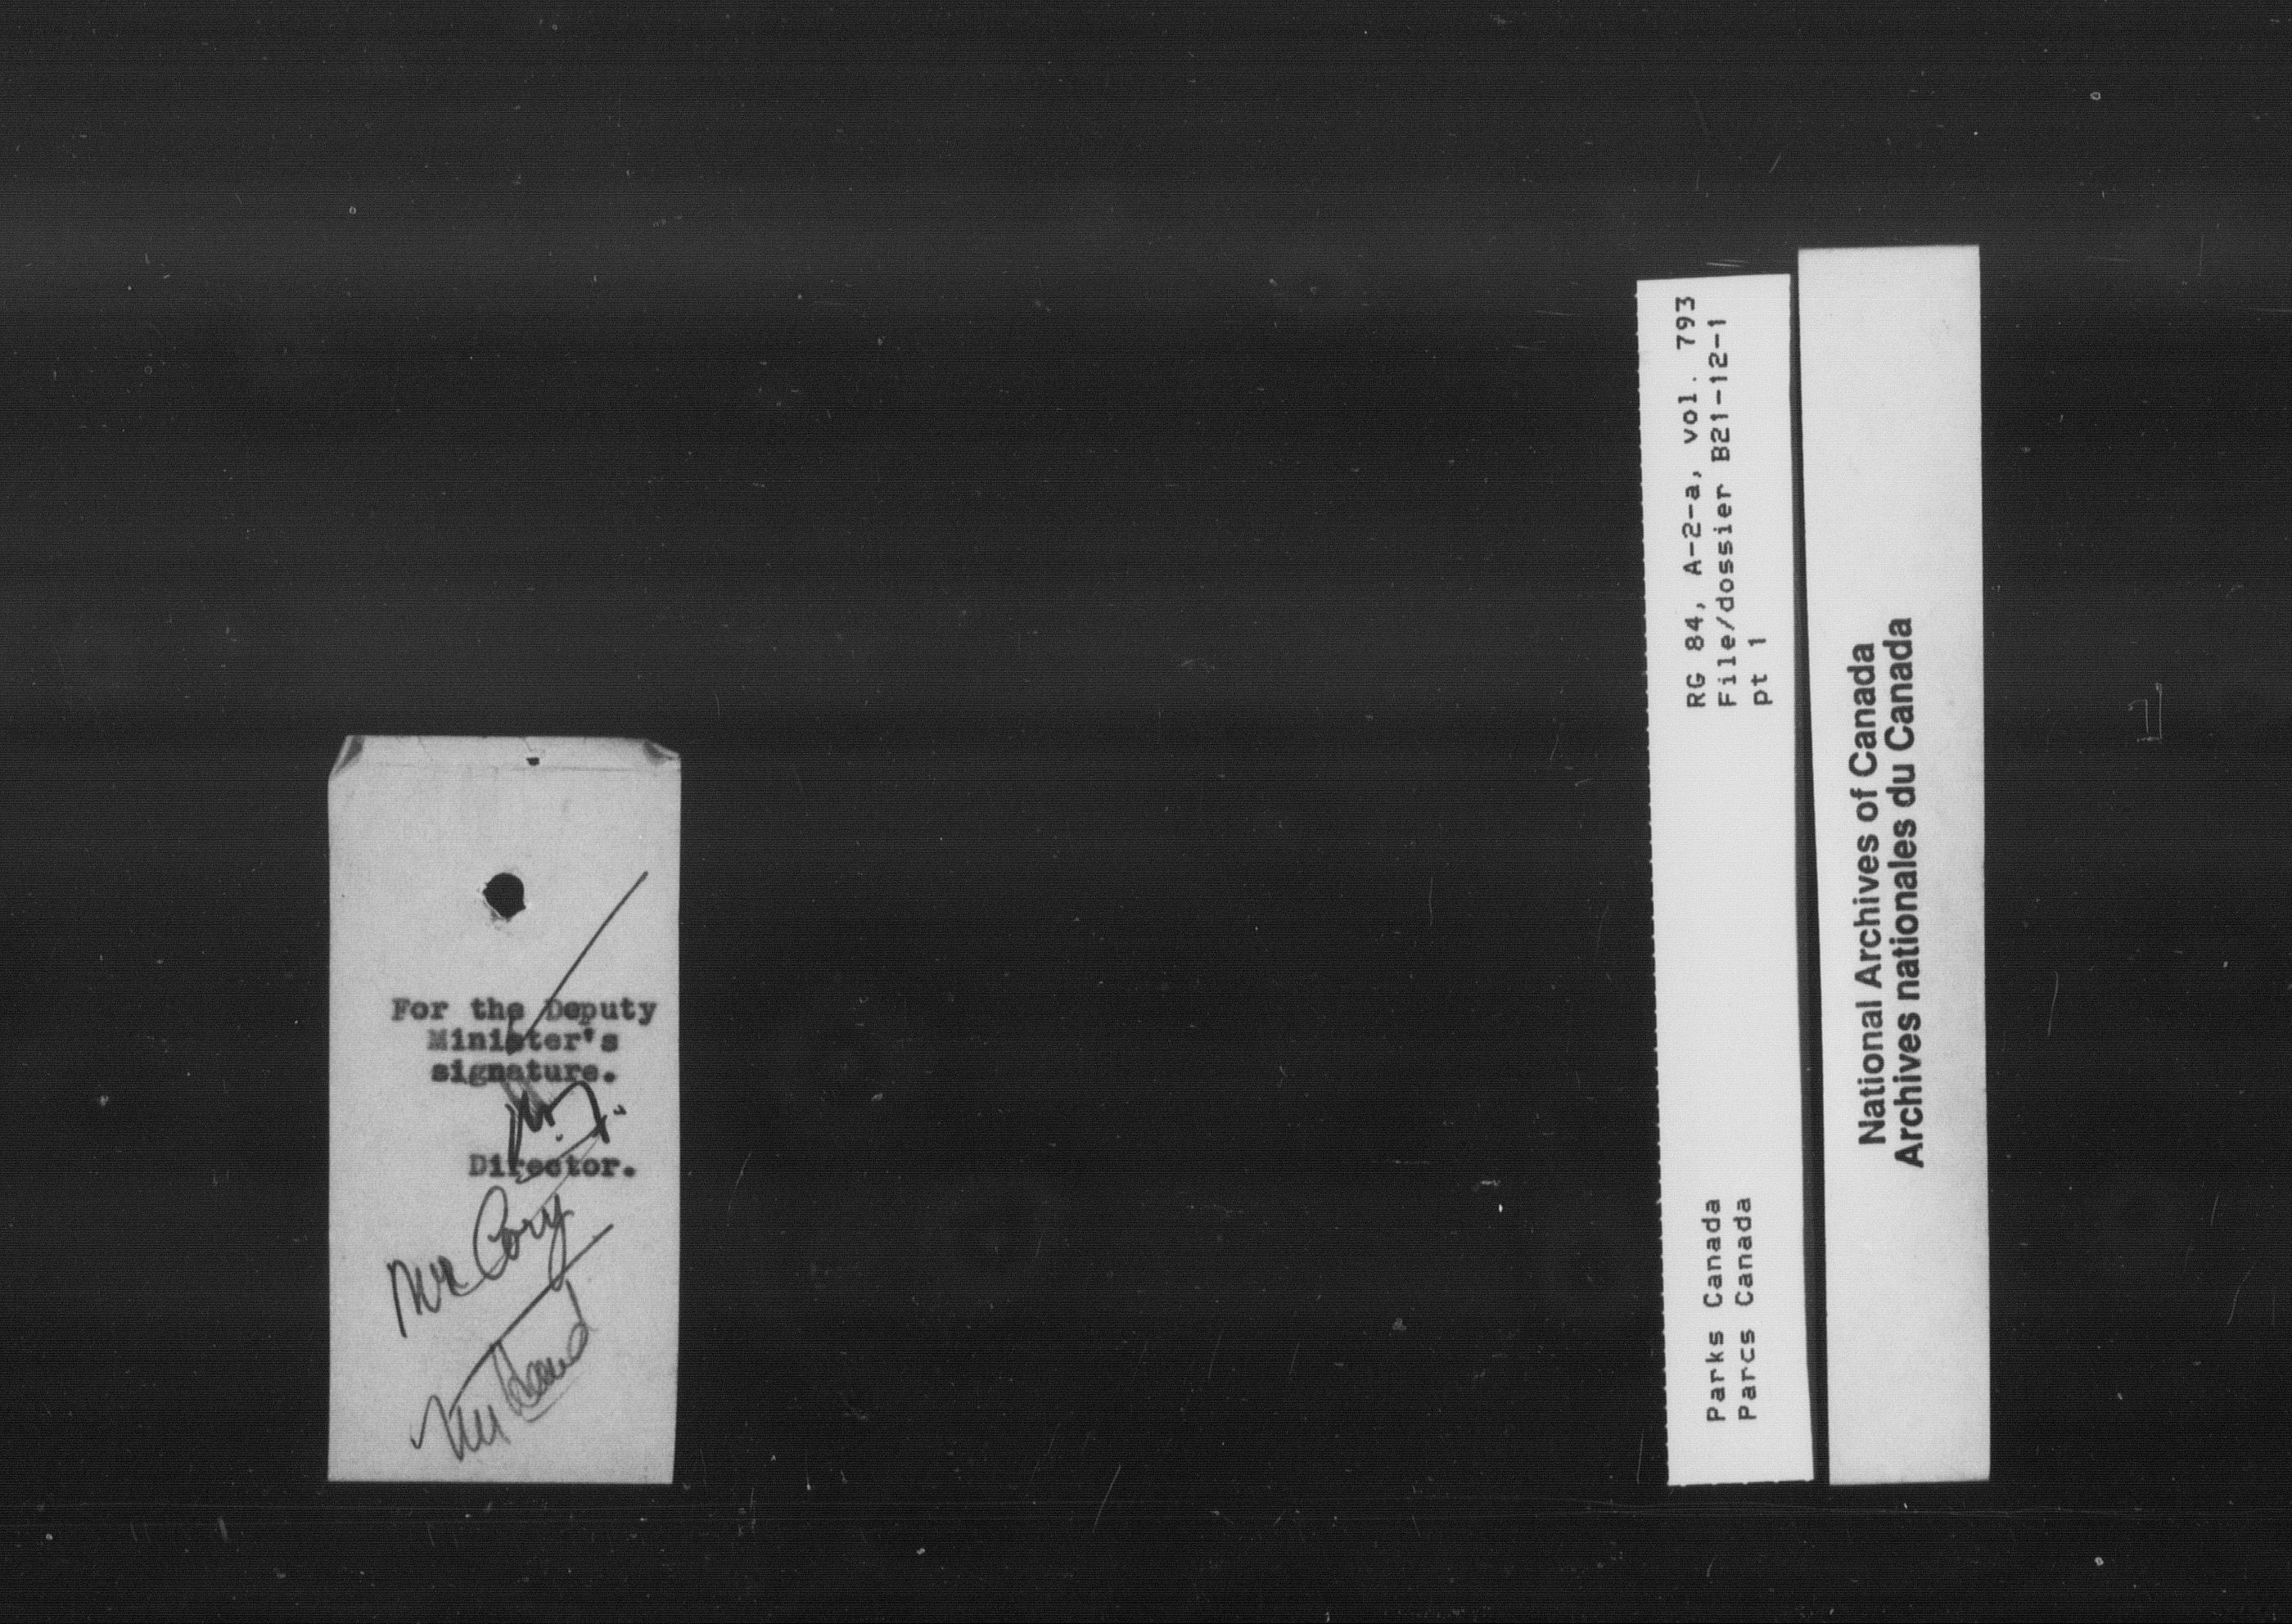 For the Deputy
Minister's
signature.
Director.
Mr Cory
RG 84, A-2-a, vol. 793
File/dossier B21-12-1
pt 1
Parks Canada
Parcs Canada
National Archives of Canada
Archives nationales du Canada